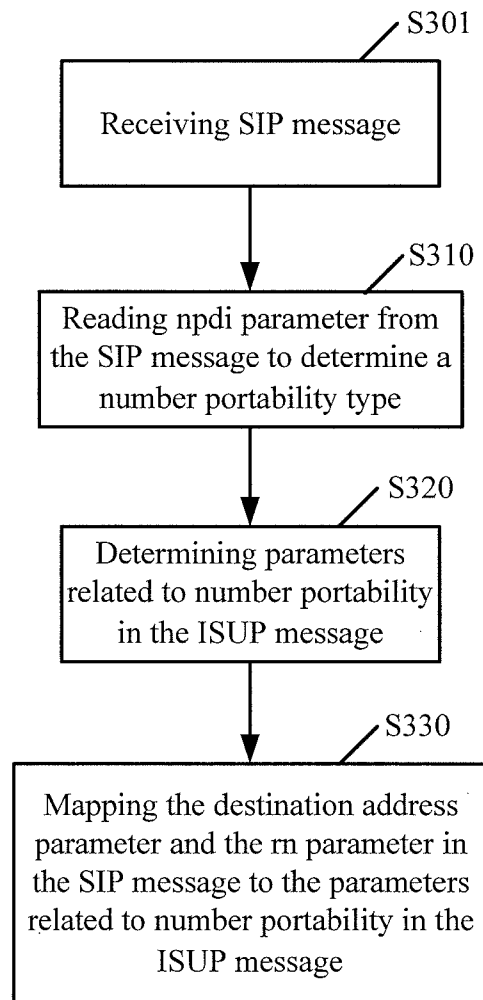 S301
Receiving SIP message
S310
Reading npdi parameter from
the SIP message to determine a
number portability type
S320
Determining parameters
related to number portability
in the ISUP message
S330
Mapping the destination address
parameter and the rn parameter in
the SIP message to the parameters
related to number portability in the
ISUP message